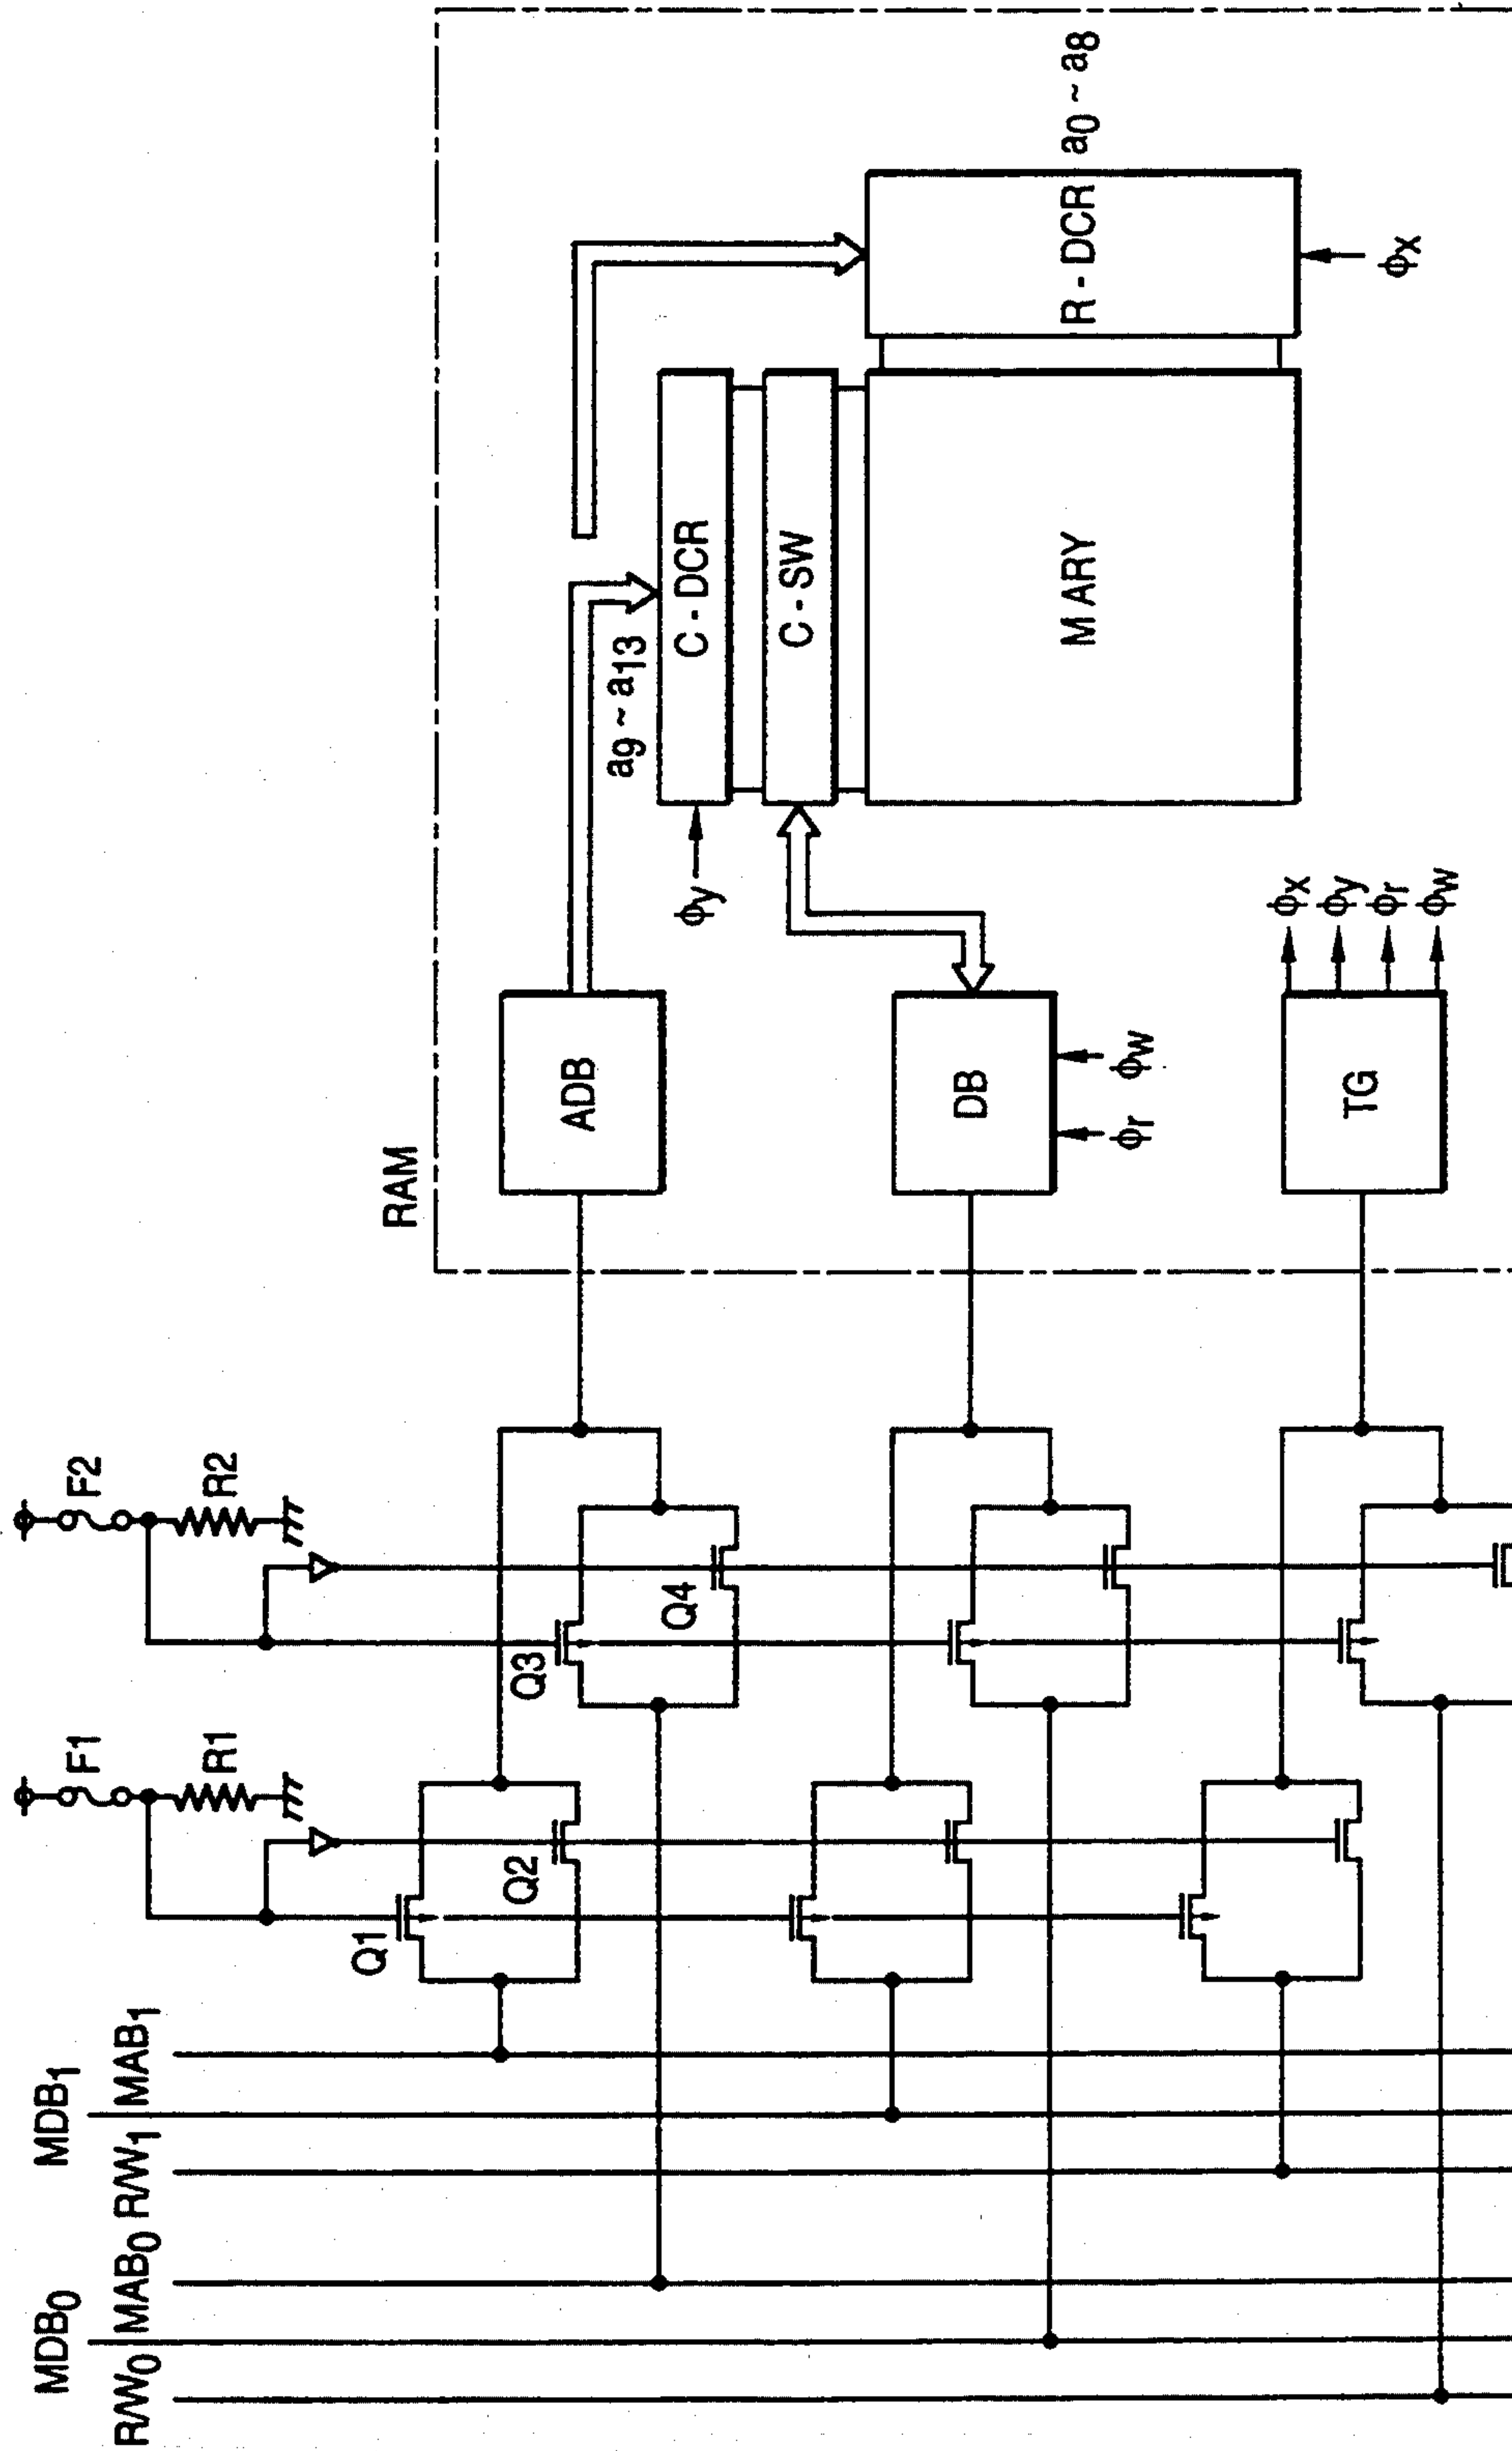 MDB1
MDB0
R/W0 MAB0 R/W1 MAB1
F1
F2
R1
R2
Q1
Q2
Q3
Q4
RAM
ADB
a9 ~ a13
C - DCR
ϕy
C - SW
M ARY
R - DCR
a0 ~ a8
ϕx
DB
ϕr
ϕw
TG
ϕx
ϕy
ϕr
ϕw